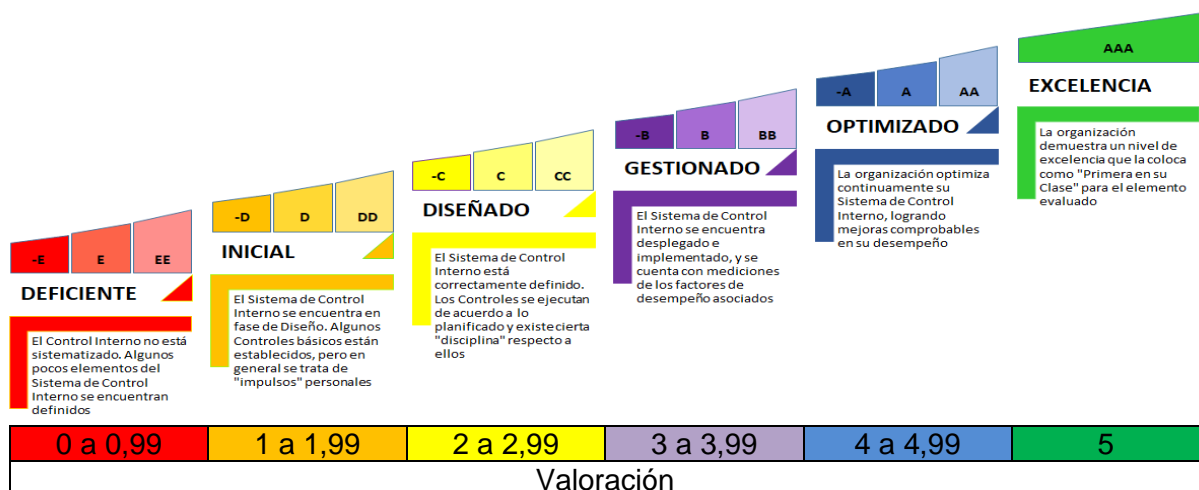 -E E EE
DEFICIENTE
El Control Interno no está
sistematizado. Algunos
pocos elementos del
Sistema de Control
Interno se encuentran
definidos
-D D DD
INICIAL
El Sistema de Control
Interno se encuentra en
fase de Diseño. Algunos
Controles básicos están
establecidos, pero en
general se trata de
"impulsos" personales
-C C CC
DISEÑADO
El Sistema de Control
Interno está
correctamente definido.
Los Controles se ejecutan
de acuerdo a lo
planificado y existecierta
"disciplina" respecto a
ellos
-B B BB
GESTIONADO
El Sistema de Control
Interno se encuentra
desplegado e
implementado, y se
cuenta con mediciones
de los factores de
desempeño asociados
-A A AA
OPTIMIZADO
La organización optimiza
continuamente su
Sistema de Control
Interno, logrando
mejoras comprobables
en su desempeño
AAA
EXCELENCIA
La organización
demuestra un nivel de
excelencia que la coloca
como "Primera en su
Clase" para el elemento
evaluado
0 a 0,99 1 a 1,99 2 a 2,99 3 a 3,99 4 a 4,99 5
Valoración